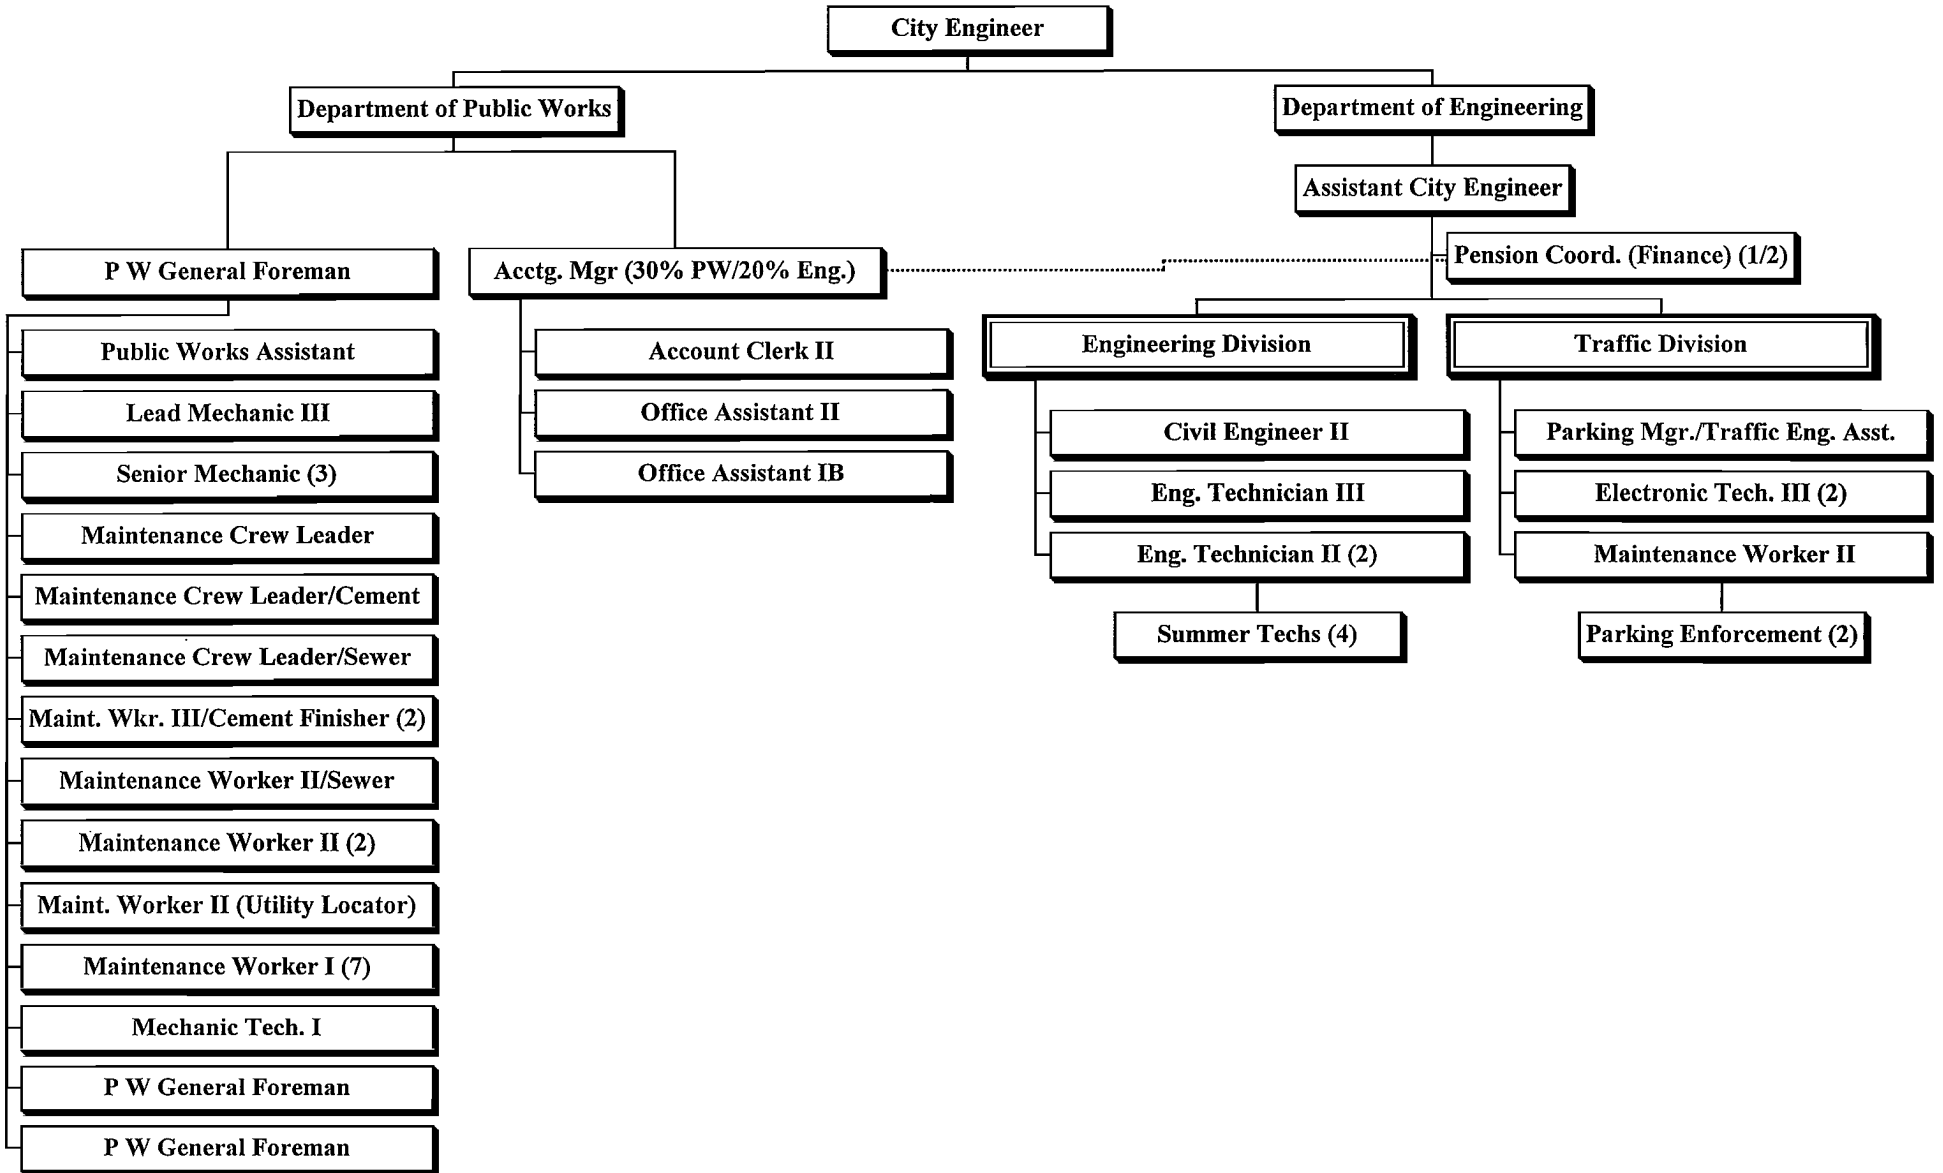 City Engineer
Department of Public Works
Department of Engineering
Assistant City Engineer
P W General Foreman
Acctg. Mgr (30% PW/20% Eng.)
Pension Coord. (Finance) (1/2)
Public Works Assistant
Lead Mechanic III
Senior Mechanic (3)
Maintenance Crew Leader
Maintenance Crew Leader/Cement
Maintenance Crew Leader/Sewer
Maint. Wkr. III/Cement Finisher (2)
Maintenance Worker II/Sewer
Maintenance Worker II (2)
Maint. Worker II (Utility Locator)
Maintenance Worker I (7)
Mechanic Tech. I
P W General Foreman
P W General Foreman
Account Clerk II
Office Assistant II
Office Assistant IB
Engineering Division
Civil Engineer II
Eng. Technician III
Eng. Technician II (2)
Summer Techs (4)
Traffic Division
Parking Mgr./Traffic Eng. Asst.
Electronic Tech. III (2)
Maintenance Worker II
Parking Enforcement (2)